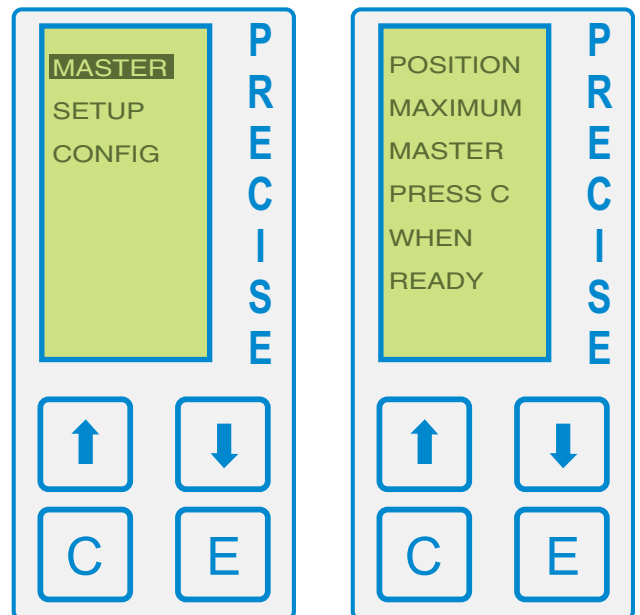 MASTER
SETUP
CONFIG
PRECISE
C
E
POSITION
MAXIMUM
MASTER
PRESS C
WHEN
READY
PRECISE
C
E